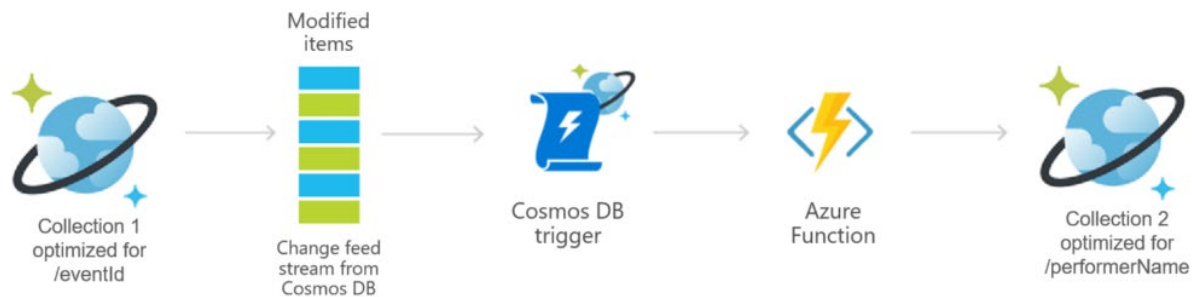 Modified
items
Collection 1
optimized for
/eventId
Change feed
stream from
Cosmos DB
Cosmos DB
trigger
Azure
Function
Collection 2
optimized for
/performerName